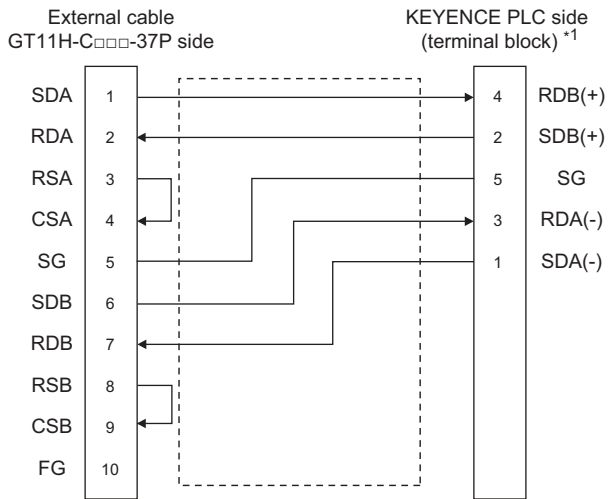 External cable
GT11H-C□□□-37P side
KEYENCE PLC side
(terminal block) *1
SDA 1 4 RDB(+)
RDA 2 2 SDB(+)
RSA 3 5 SG
CSA 4 3 RDA(-)
SG 5 1 SDA(-)
SDB 6
RDB 7
RSB 8
CSB 9
FG 10